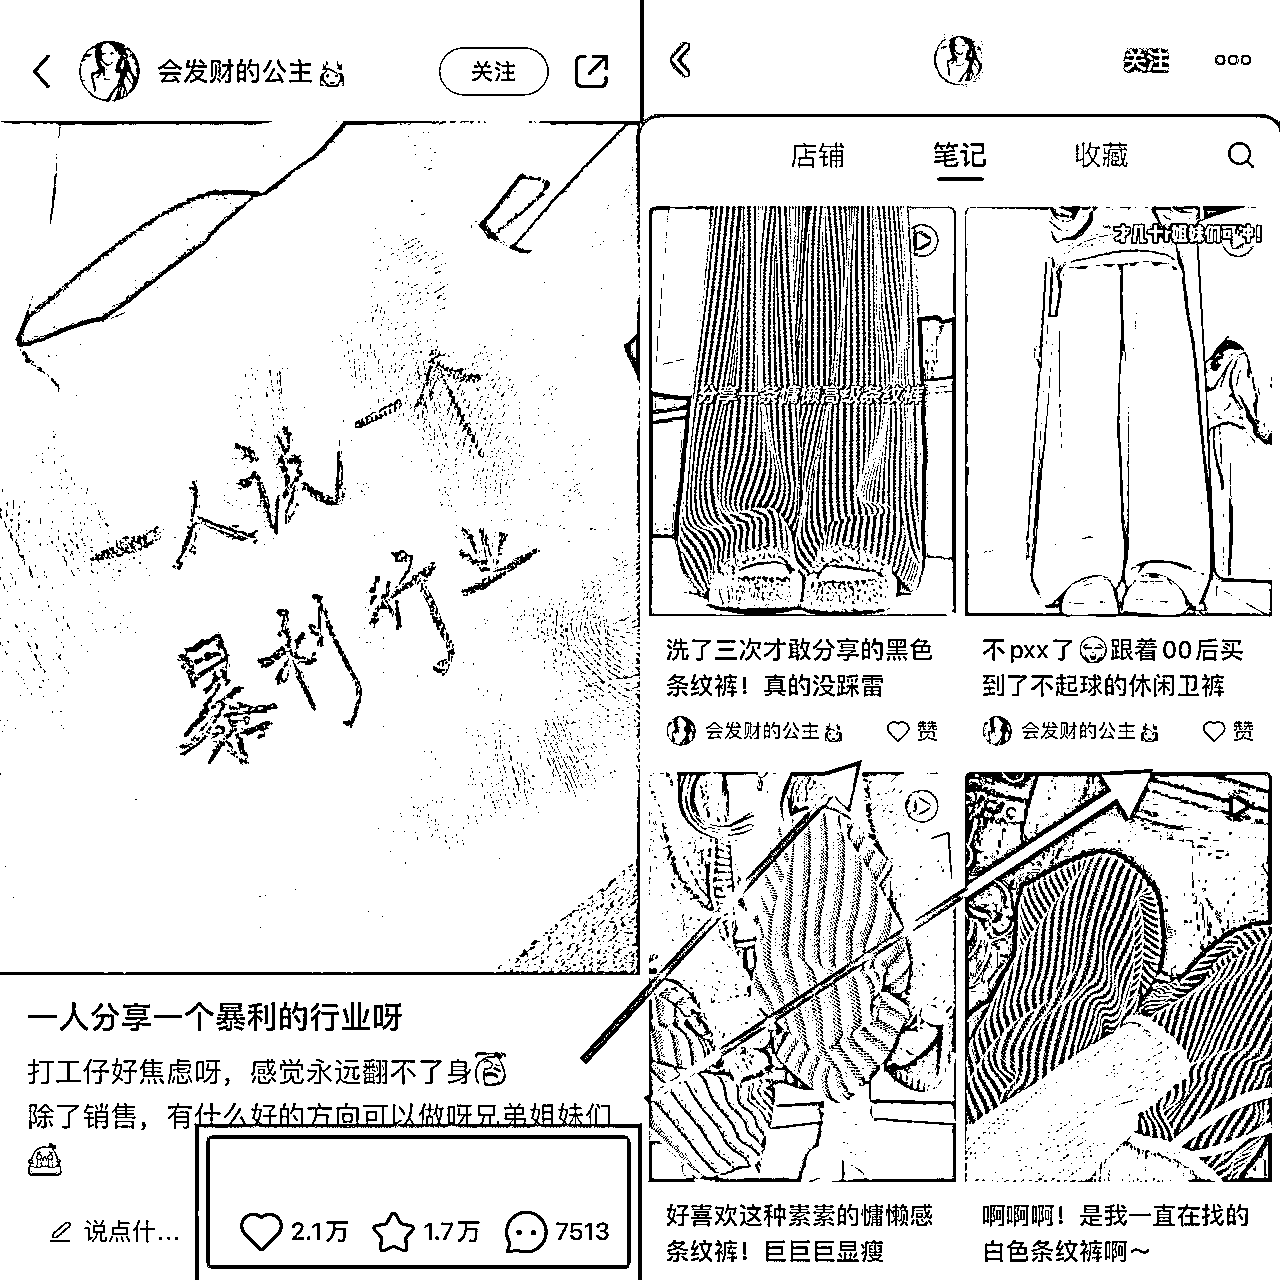 会发财的公主
关注
一人说一个
暴利行业
一人分享一个暴利的行业呀
打工仔好焦虑呀，感觉永远翻不了身
除了销售，有什么好的方向可以做呀兄弟姐妹们
说点什...
2.1万
1.7万
7513
关注
店铺
笔记
收藏
分享一条慵懒高级条纹裤
才几十！姐妹们可冲！
洗了三次才敢分享的黑色
条纹裤！真的没踩雷
会发财的公主
赞
不pxx了跟着00后买
到了不起球的休闲卫裤
会发财的公主
赞
好喜欢这种素素的慵懒感
条纹裤！巨巨巨显瘦
啊啊啊！是我一直在找的
白色条纹裤啊～